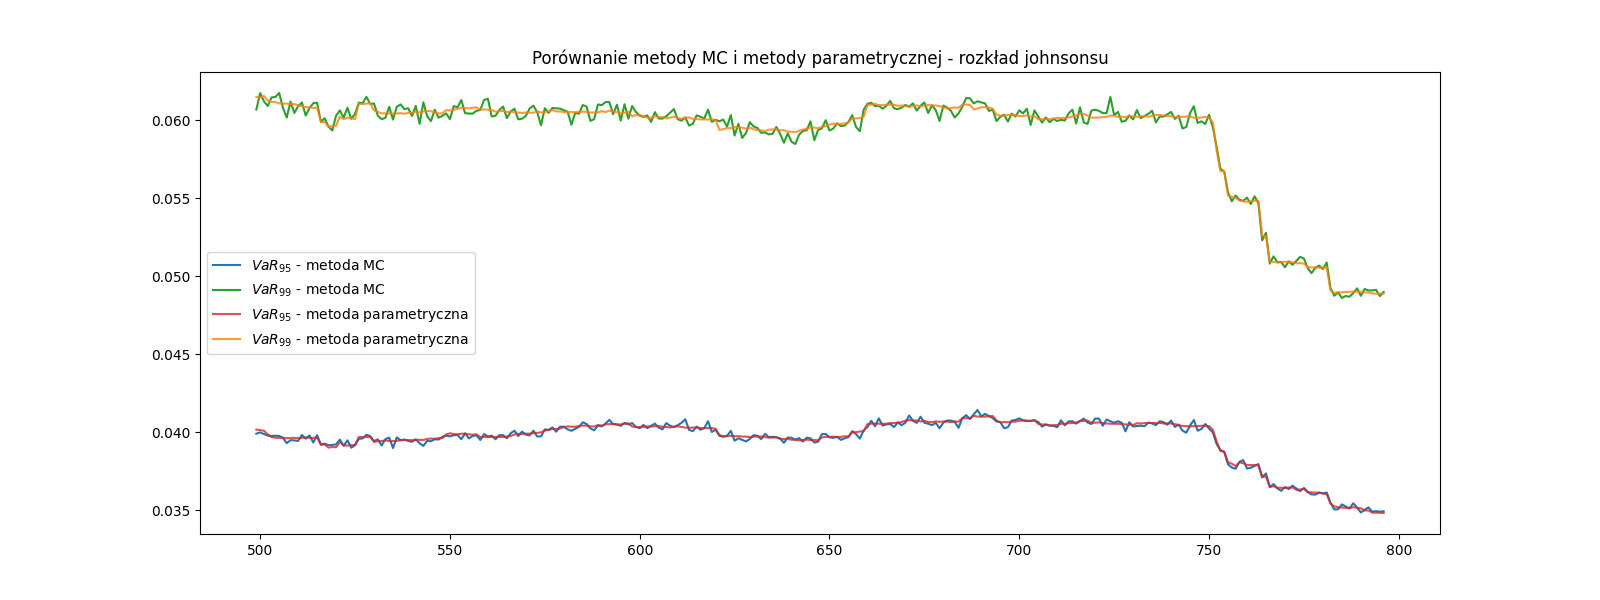 Porównanie metody MC i metody parametrycznej - rozkład johnsonsu
0.060
0.055
0.050
0.045
0.040
0.035
VaR95 - metoda MC
VaR99 - metoda MC
VaR95 - metoda parametryczna
VaR99 - metoda parametryczna
500 550 600 650 700 750 800